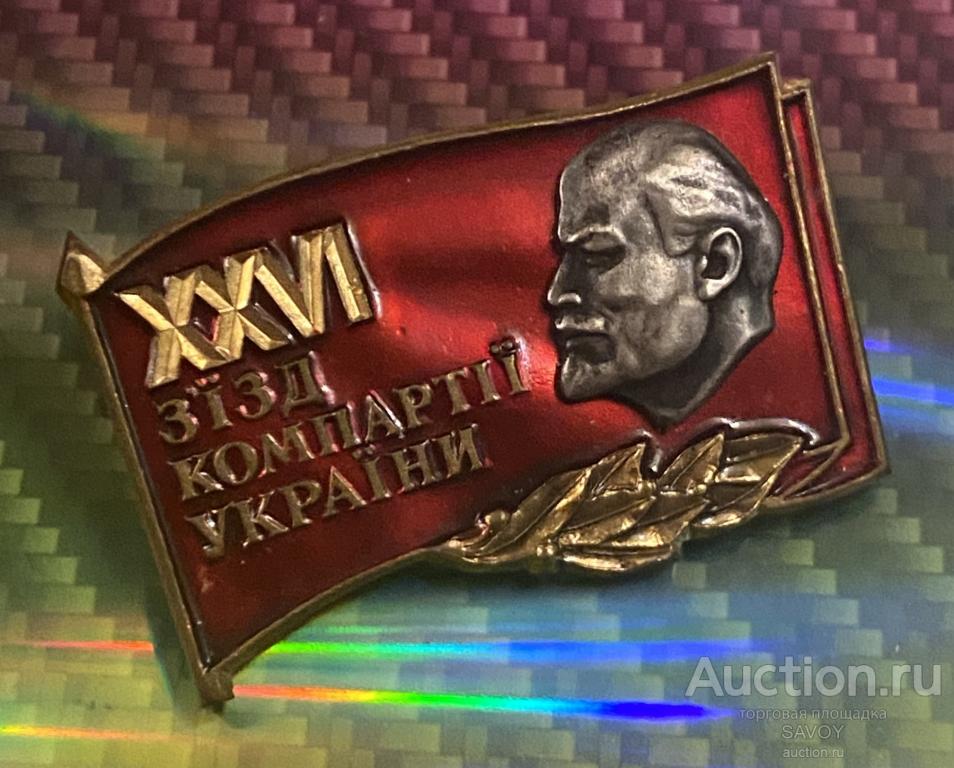 XXVI
З'ЇЗД
КОМПАРТІЇ
УКРАЇНИ
Auction.ru
торговая площадка
SAVOY
auction.ru